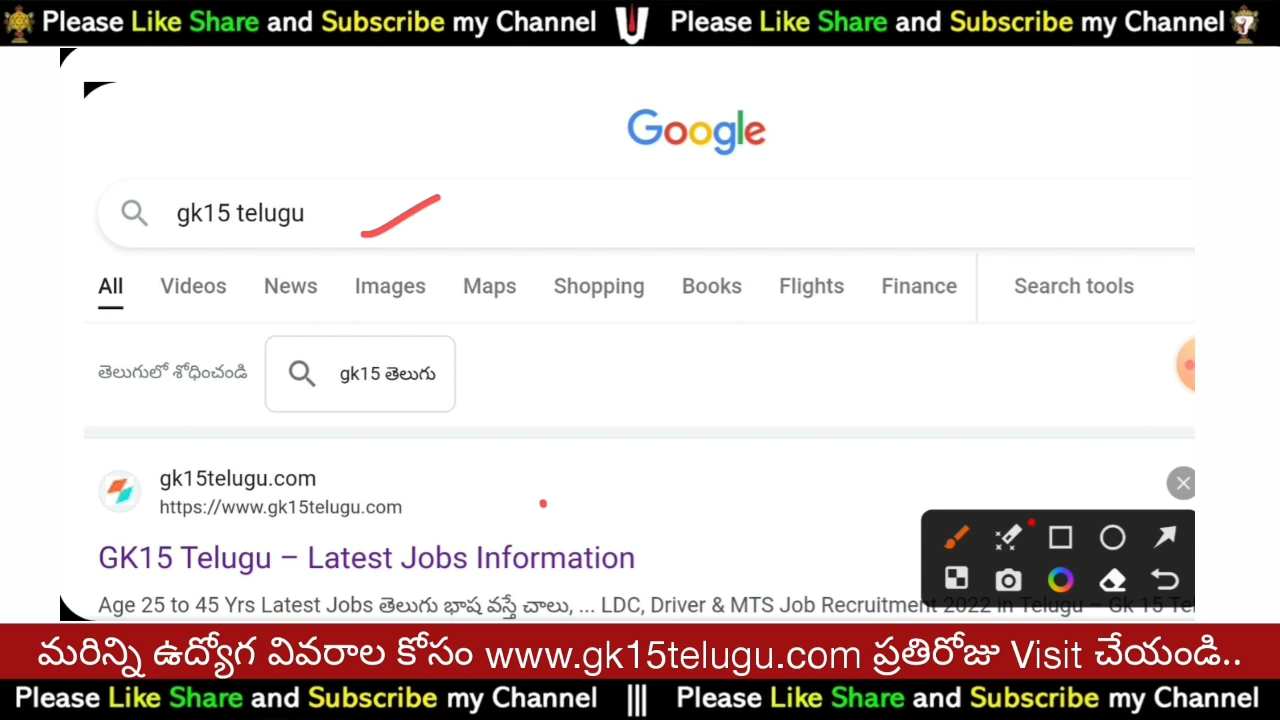 Please Like Share and Subscribe my Channel Please Like Share and Subscribe my Channel
Google
gk15 telugu
All Videos News Images Maps Shopping Books Flights Finance Search tools
తెలుగులో శోధించండి gk15 తెలుగు
gk15telugu.com
https://www.gk15telugu.com
GK15 Telugu – Latest Jobs Information
Age 25 to 45 Yrs Latest Jobs తెలుగు భాష వస్తే చాలు, ... LDC, Driver & MTS Job Recruitment 2022 in Telugu – Gk 15 Tel
మరిన్ని ఉద్యోగ వివరాల కోసం www.gk15telugu.com ప్రతిరోజు Visit చేయండి..
Please Like Share and Subscribe my Channel ||| Please Like Share and Subscribe my Channel